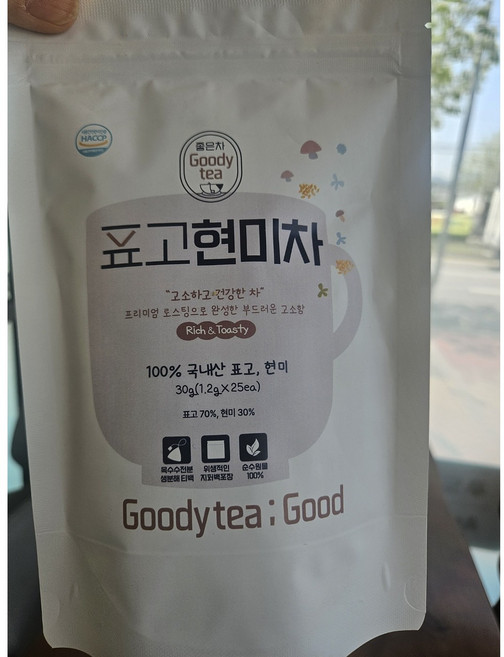 HACCP
좋은차
Goody
tea
표고현미차
"고소하고 건강한 차"
프리미엄 로스팅으로 완성한 부드러운 고소함
Rich & Toasty
100% 국내산 표고, 현미
30g(1.2gX25ea)
표고 70%, 현미 30%
옥수수전분 위생적인 순수원물
생분해 티백 지퍼백포장 100%
Goodytea : Good